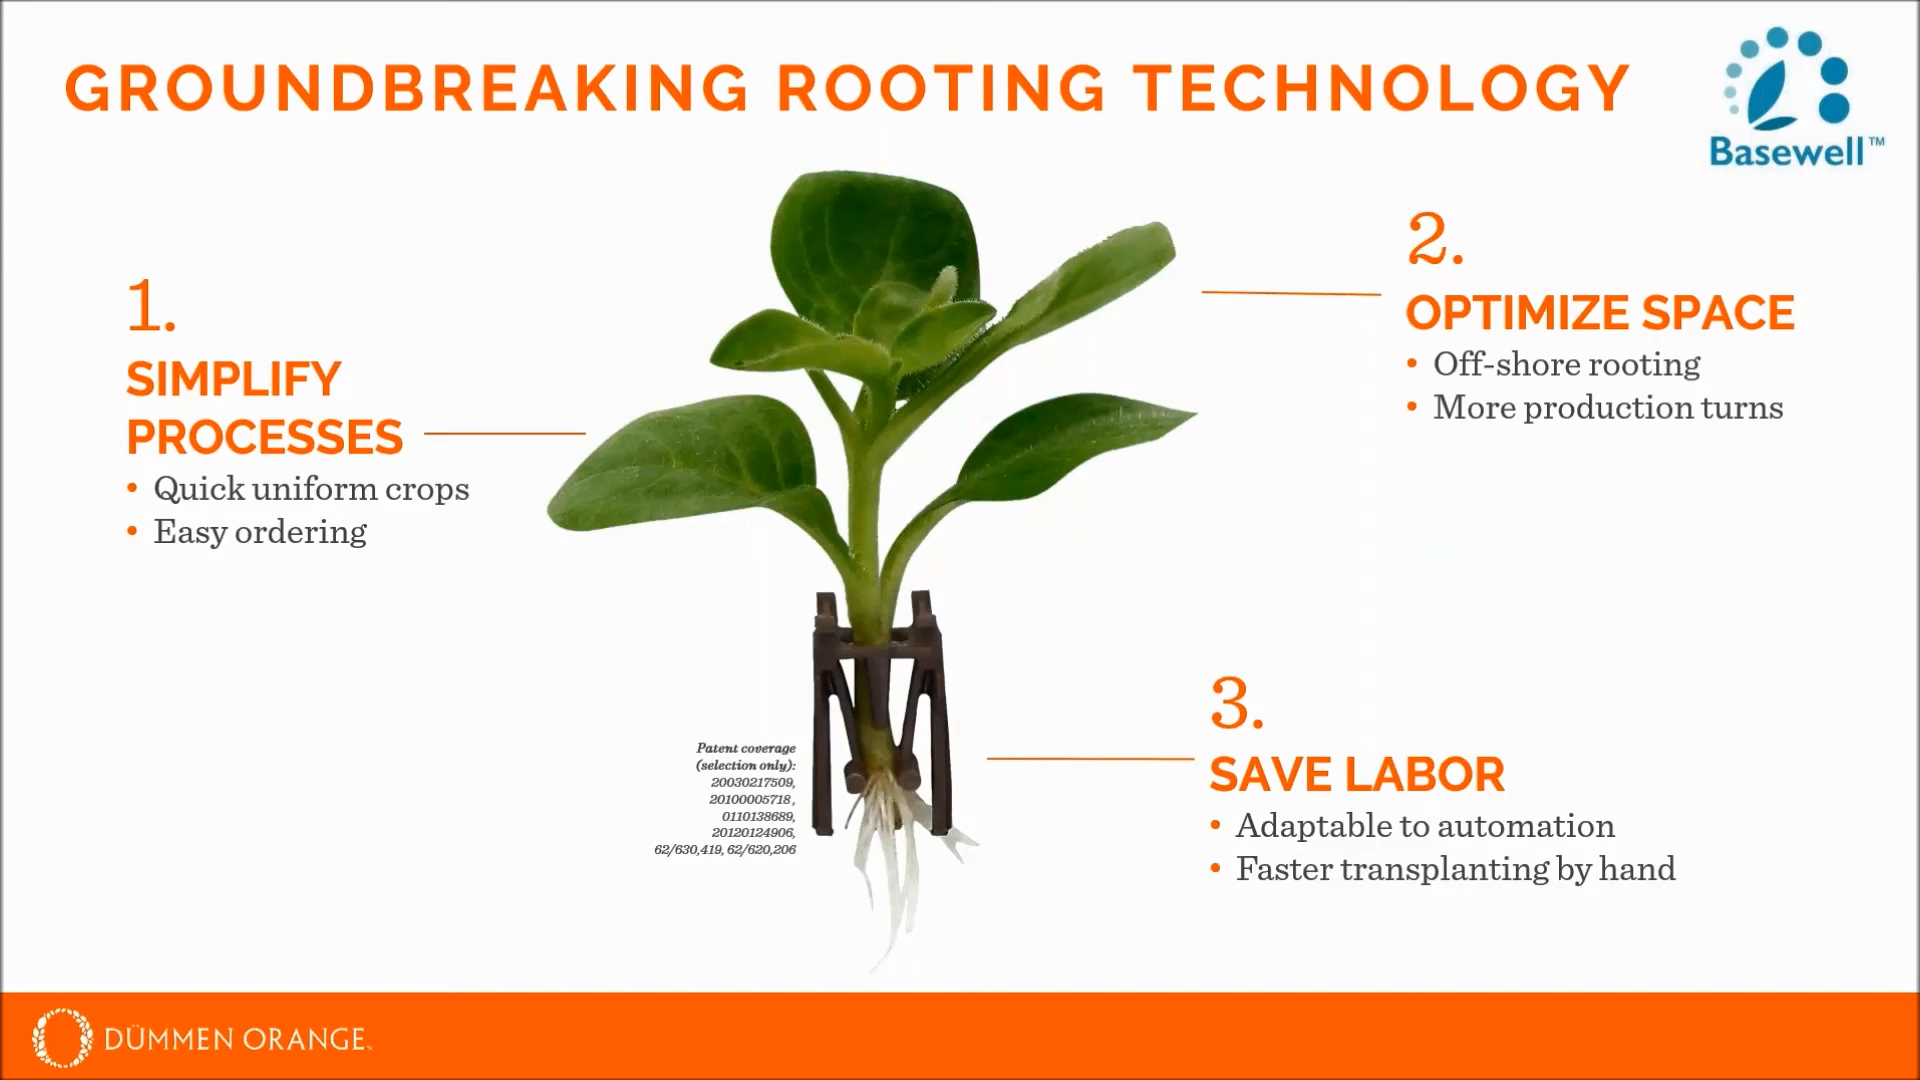 GROUNDBREAKING ROOTING TECHNOLOGY
Basewell™
1.
SIMPLIFY
PROCESSES
• Quick uniform crops
• Easy ordering
2.
OPTIMIZE SPACE
• Off-shore rooting
• More production turns
3.
SAVE LABOR
• Adaptable to automation
• Faster transplanting by hand
Patent coverage
(selection only):
20030217509,
20100005718 ,
0110138689,
20120124906,
62/630,419, 62/620,206
DÜMMEN ORANGE